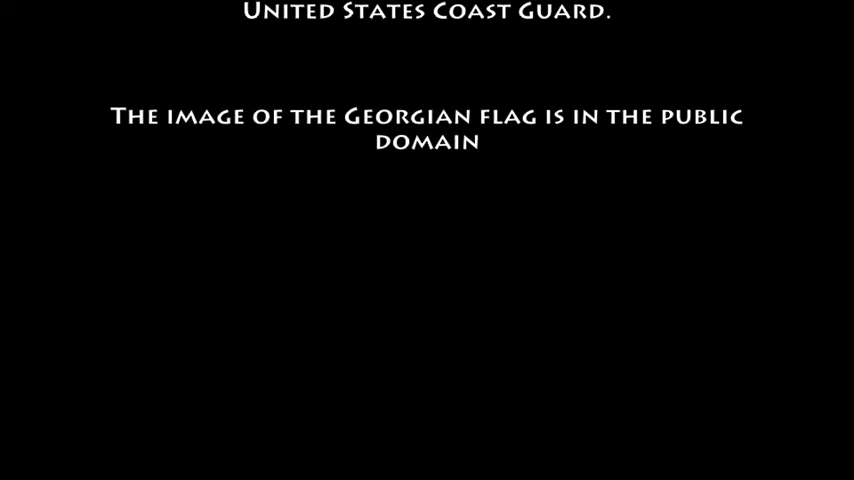 United States Coast Guard.
The image of the Georgian flag is in the public
domain